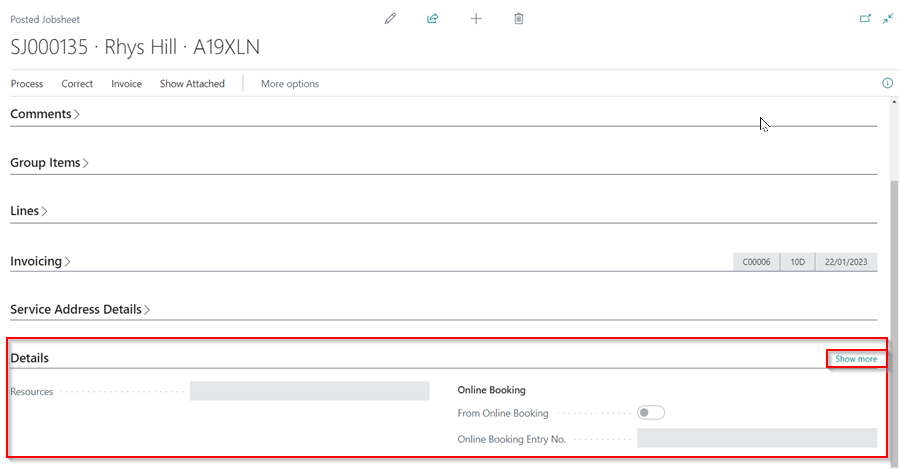 Posted Jobsheet
SJ000135 · Rhys Hill · A19XLN
Process Correct Invoice Show Attached More options
Comments
Group Items
Lines
Invoicing C00006 10D 22/01/2023
Service Address Details
Details Show more
Resources
Online Booking
From Online Booking
Online Booking Entry No.